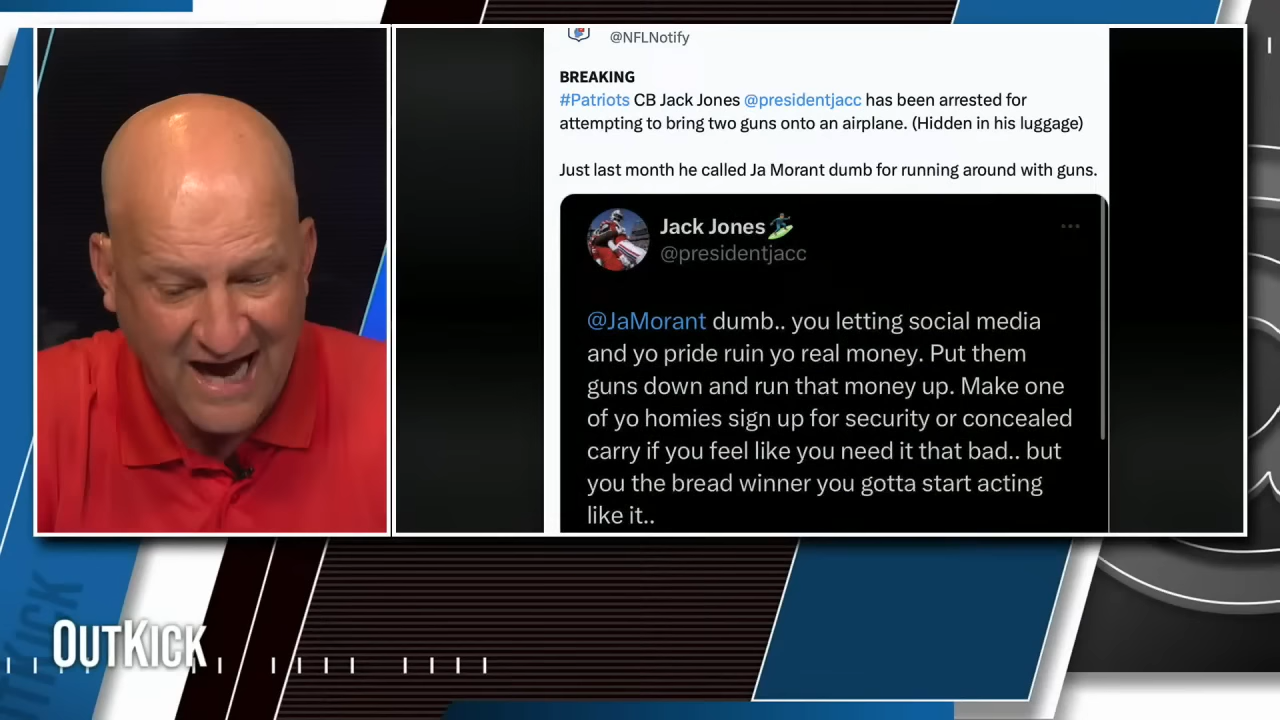 @NFLNotify
BREAKING
#Patriots CB Jack Jones @presidentjacc has been arrested for
attempting to bring two guns onto an airplane. (Hidden in his luggage)
Just last month he called Ja Morant dumb for running around with guns.
Jack Jones
@presidentjacc
@JaMorant dumb.. you letting social media
and yo pride ruin yo real money. Put them
guns down and run that money up. Make one
of yo homies sign up for security or concealed
carry if you feel like you need it that bad.. but
you the bread winner you gotta start acting
like it..
OUTKICK